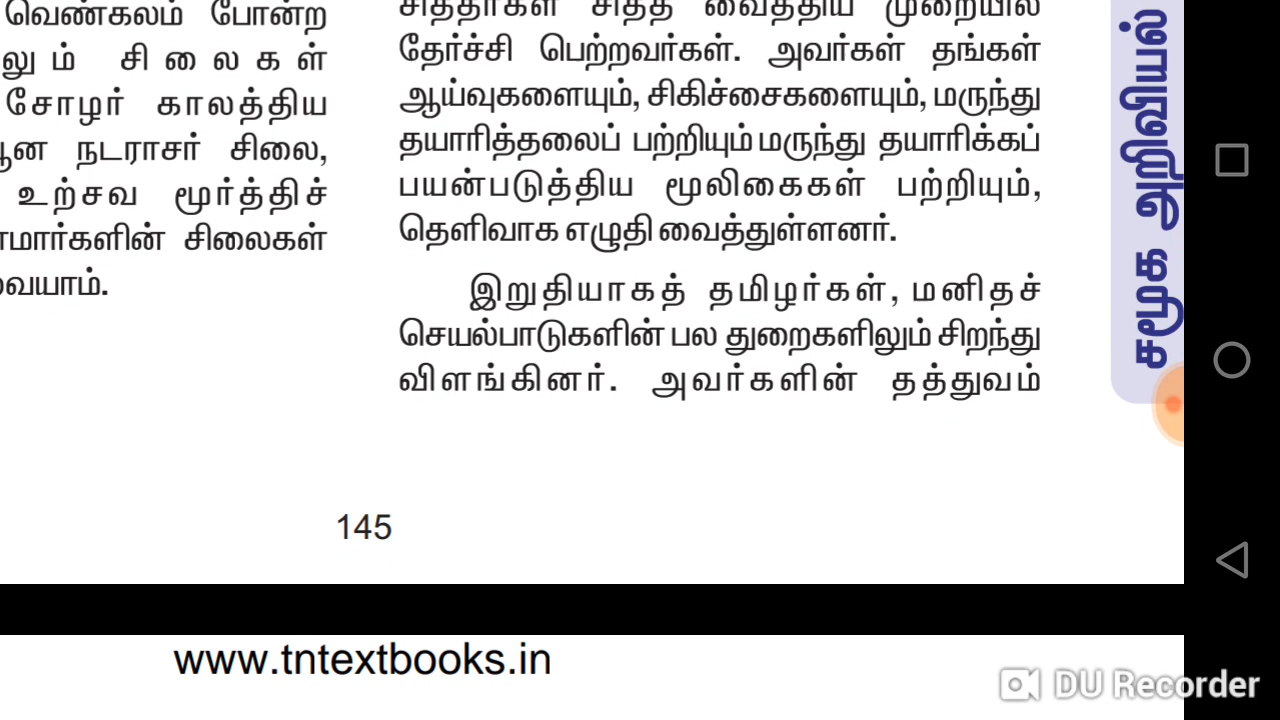 வெண்கலம் போன்ற
லும் சிலைகள்
சோழர் காலத்திய
நடராசர் சிலை,
உற்சவ மூர்த்திச்
மார்களின் சிலைகள்
வையாம்.
சித்தர்கள் சித்த வைத்திய முறையில்
தேர்ச்சி பெற்றவர்கள். அவர்கள் தங்கள்
ஆய்வுகளையும், சிகிச்சைகளையும், மருந்து
தயாரித்தலைப் பற்றியும் மருந்து தயாரிக்கப்
பயன்படுத்திய மூலிகைகள் பற்றியும்,
தெளிவாக எழுதி வைத்துள்ளனர்.
இறுதியாகத் தமிழர்கள், மனிதச்
செயல்பாடுகளின் பல துறைகளிலும் சிறந்து
விளங்கினர். அவர்களின் தத்துவம்
சமூக அறிவியல்
145
www.tntextbooks.in
DU Recorder